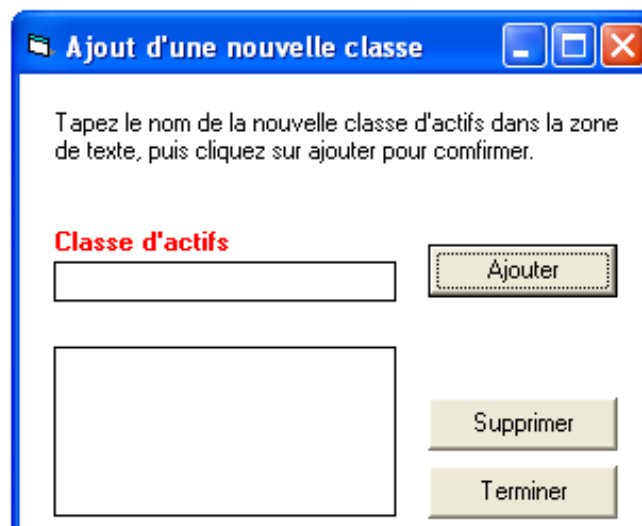 Ajout d'une nouvelle classe
Tapez le nom de la nouvelle classe d'actifs dans la zone
de texte, puis cliquez sur ajouter pour comfirmer.
Classe d'actifs
Ajouter
Supprimer
Terminer